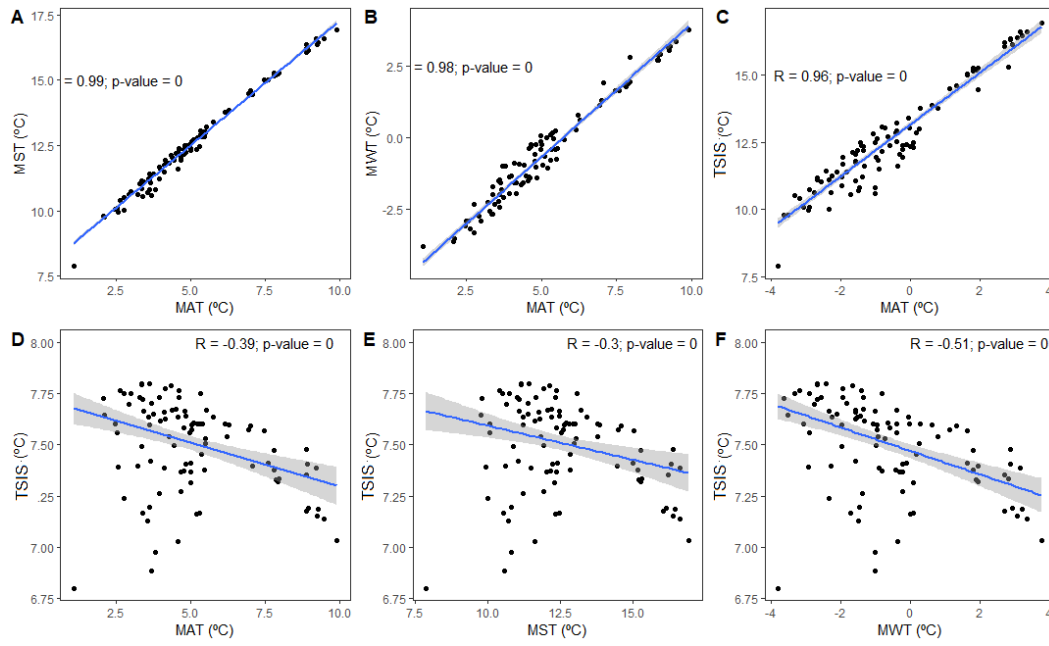 A
17.5
15.0
12.5
10.0
7.5
= 0.99; p-value = 0
MST (ºC)
2.5 5.0 7.5 10.0
MAT (ºC)
B
2.5
0.0
-2.5
= 0.98; p-value = 0
MWT (ºC)
2.5 5.0 7.5 10.0
MAT (ºC)
C
15.0
12.5
10.0
7.5
R = 0.96; p-value = 0
TSIS (ºC)
-4 -2 0 2 4
MAT (ºC)
D
8.00
7.75
7.50
7.25
7.00
6.75
R = -0.39; p-value = 0
TSIS (ºC)
2.5 5.0 7.5 10.0
MAT (ºC)
E
8.00
7.75
7.50
7.25
7.00
6.75
R = -0.3; p-value = 0
TSIS (ºC)
7.5 10.0 12.5 15.0
MST (ºC)
F
8.00
7.75
7.50
7.25
7.00
6.75
R = -0.51; p-value = 0
TSIS (ºC)
-4 -2 0 2 4
MWT (ºC)